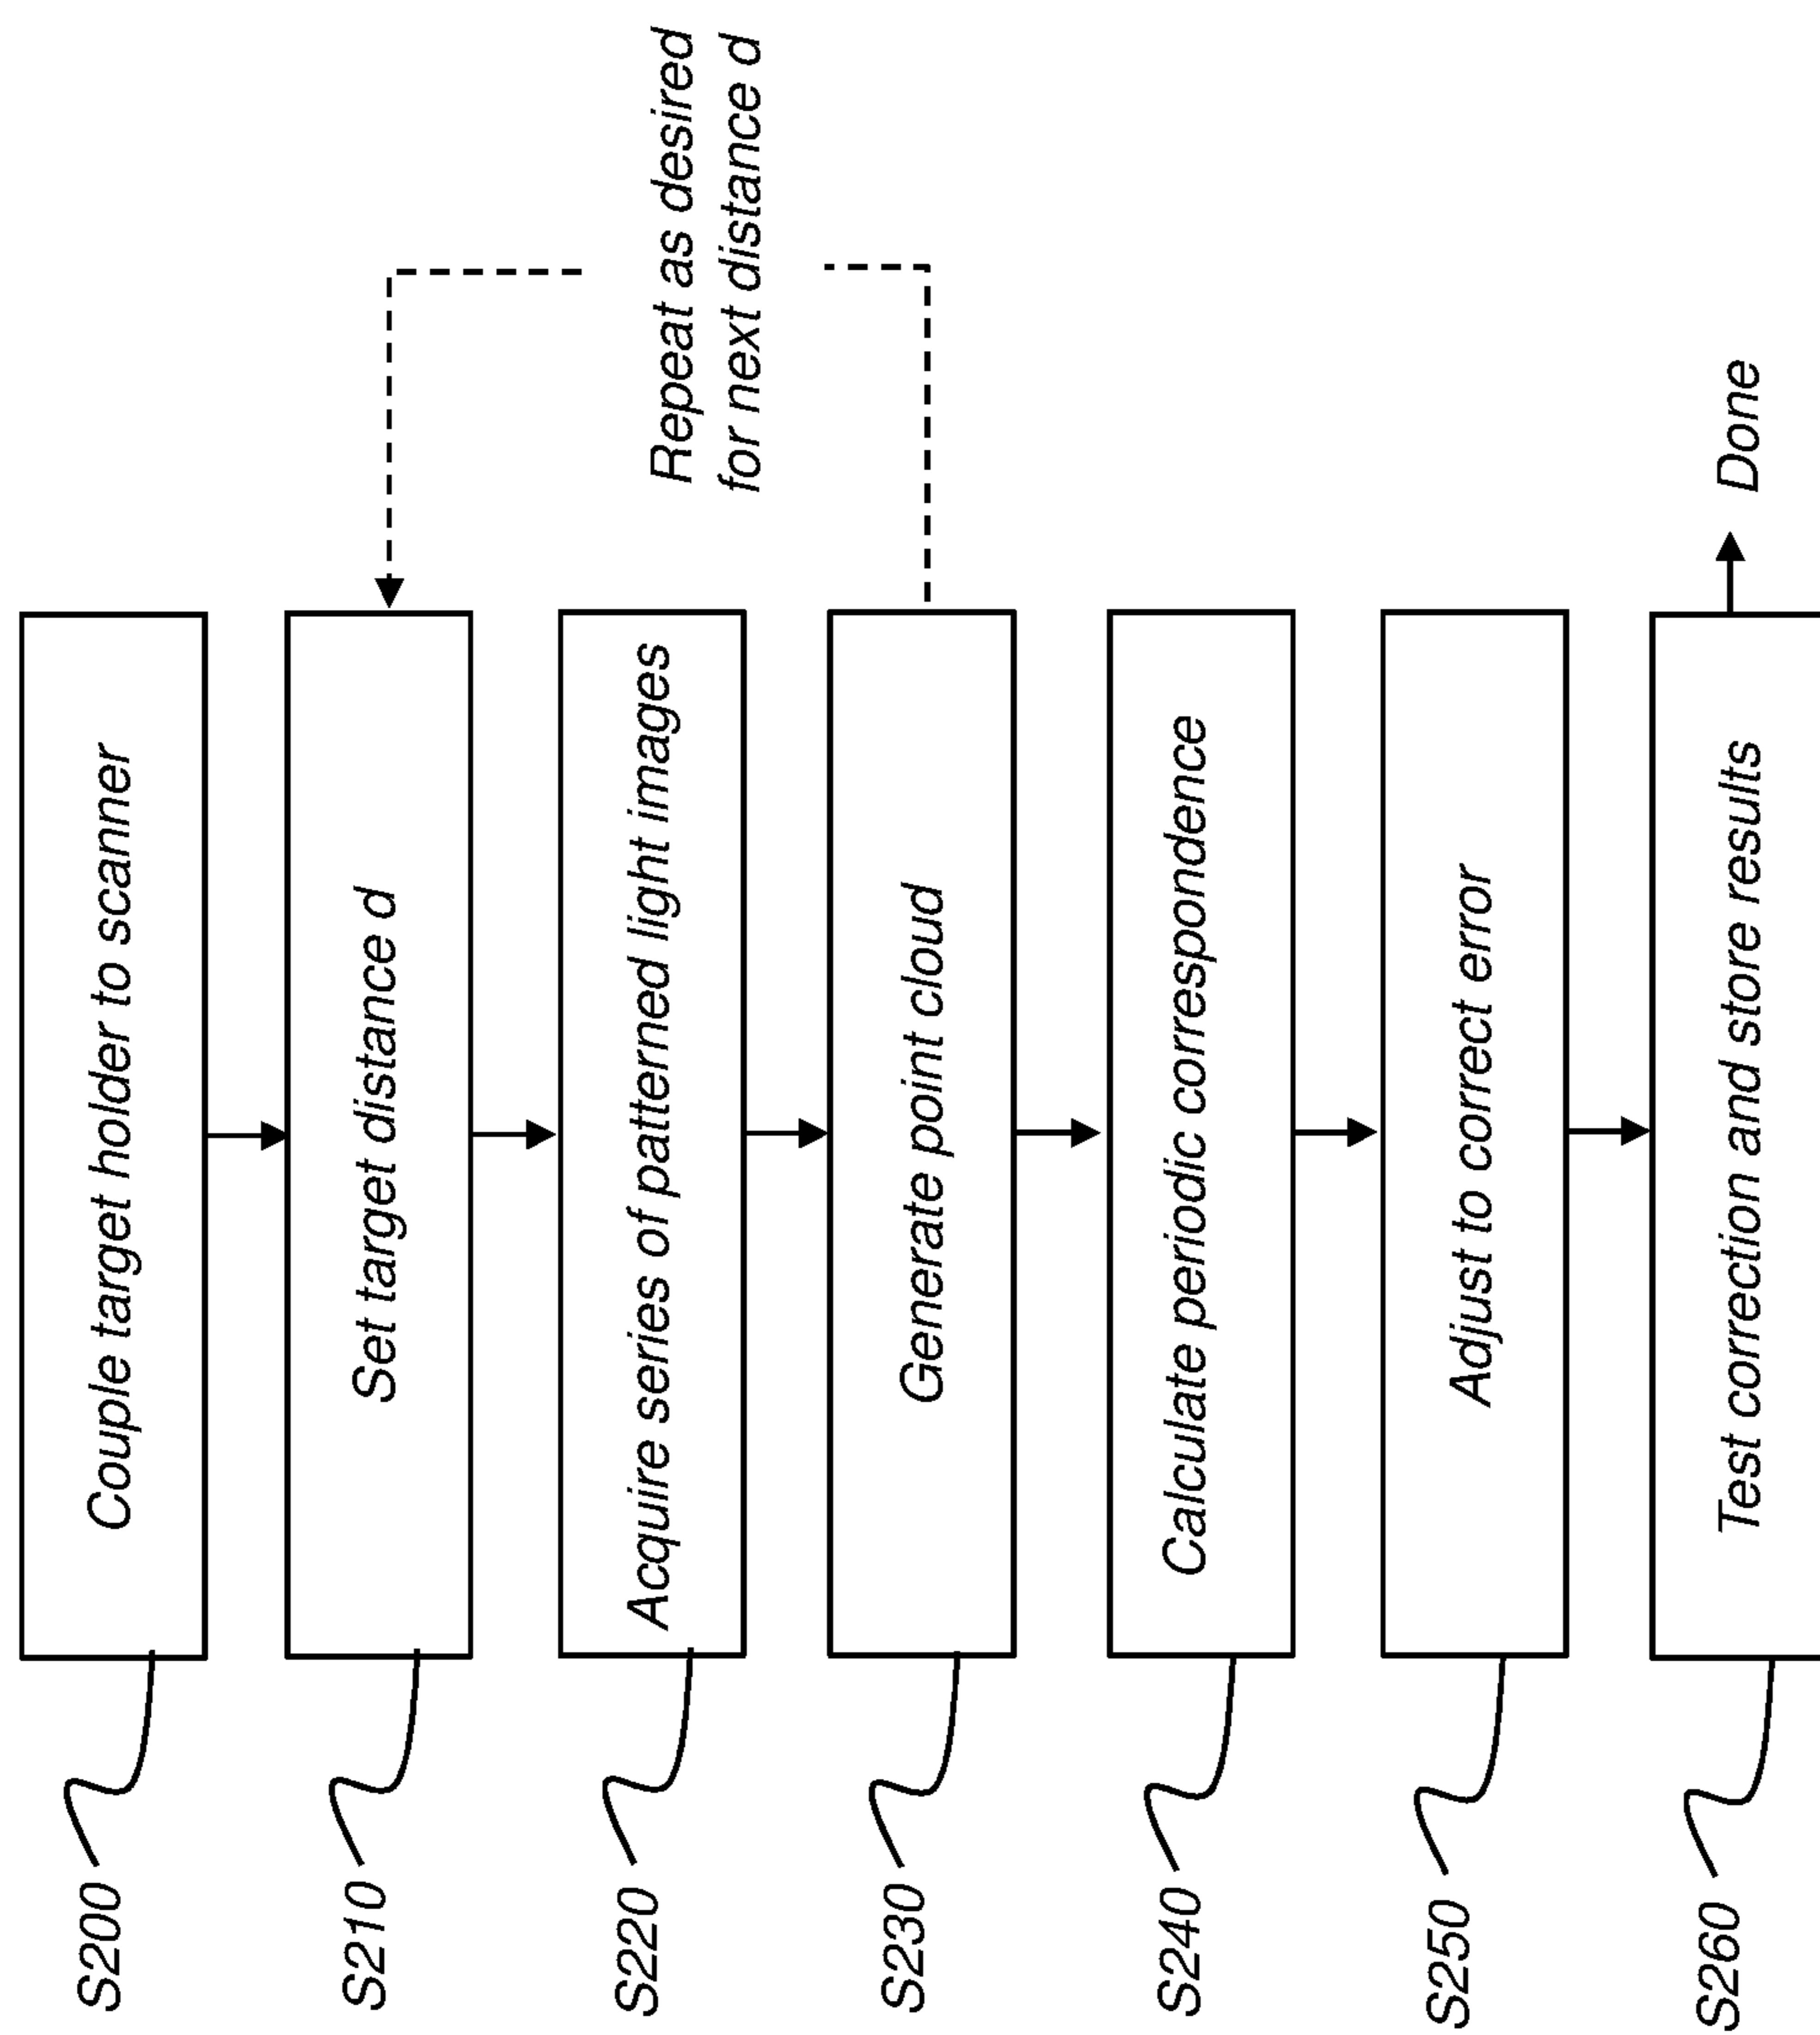 S200
Couple target holder to scanner
S210
Set target distance d
S220
Acquire series of patterned light images
Repeat as desired
for next distance d
S230
Generate point cloud
S240
Calculate periodic correspondence
S250
Adjust to correct error
S260
Test correction and store results
Done